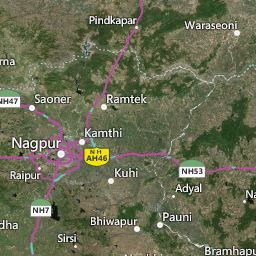 Pindkapar
Waraseoni
rna
NH47
Saoner
Ramtek
Kamthi
Nagpur
NH
AH46
Raipur
NH53
Kuhi
Adyal
NH7
dha
Bhiwapur
Pauni
Sirsi
Bramhapu